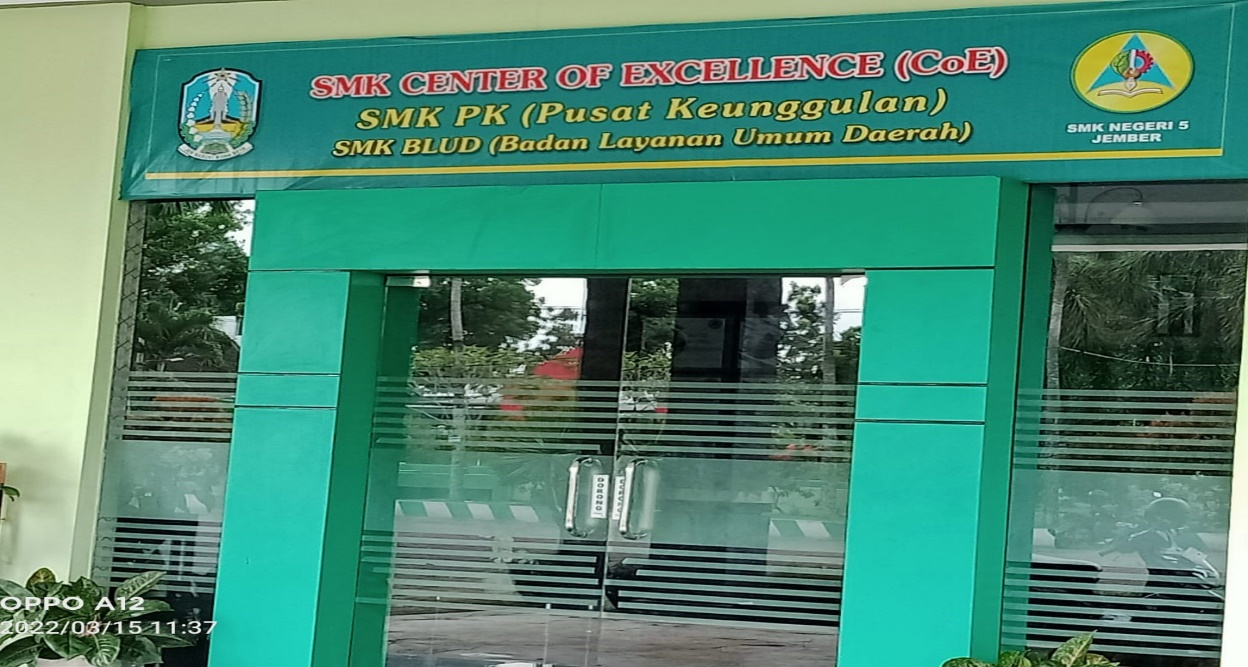 SMK CENTER OF EXCELLENCE (CoE)
SMK PK (Pusat Keunggulan)
SMK BLUD (Badan Layanan Umum Daerah)
SMK NEGERI 5
JEMBER
DORONG
OPPO A12
2022/03/15 11:37